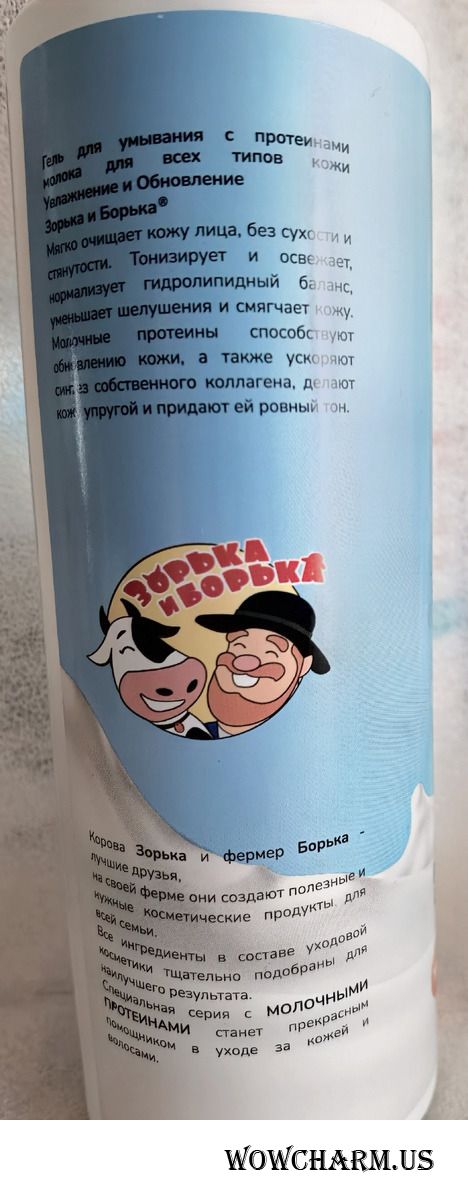 Гель для умывания с протеинами
молока для всех типов кожи
Увлажнение и Обновление
Зорька и Борька®
Мягко очищает кожу лица, без сухости и
стянутости. Тонизирует и освежает,
нормализует гидролипидный баланс,
уменьшает шелушения и смягчает кожу.
Молочные протеины способствуют
обновлению кожи, а также ускоряют
синтез собственного коллагена, делают
кожу упругой и придают ей ровный тон.
ЗОРЬКА
И БОРЬКА
Корова Зорька и фермер Борька -
лучшие друзья,
на своей ферме они создают полезные и
нужные косметические продукты для
всей семьи.
Все ингредиенты в составе уходовой
косметики тщательно подобраны для
наилучшего результата.
Специальная серия с МОЛОЧНЫМИ
ПРОТЕИНАМИ станет прекрасным
помощником в уходе за кожей и
волосами.
WOWCHARM.US